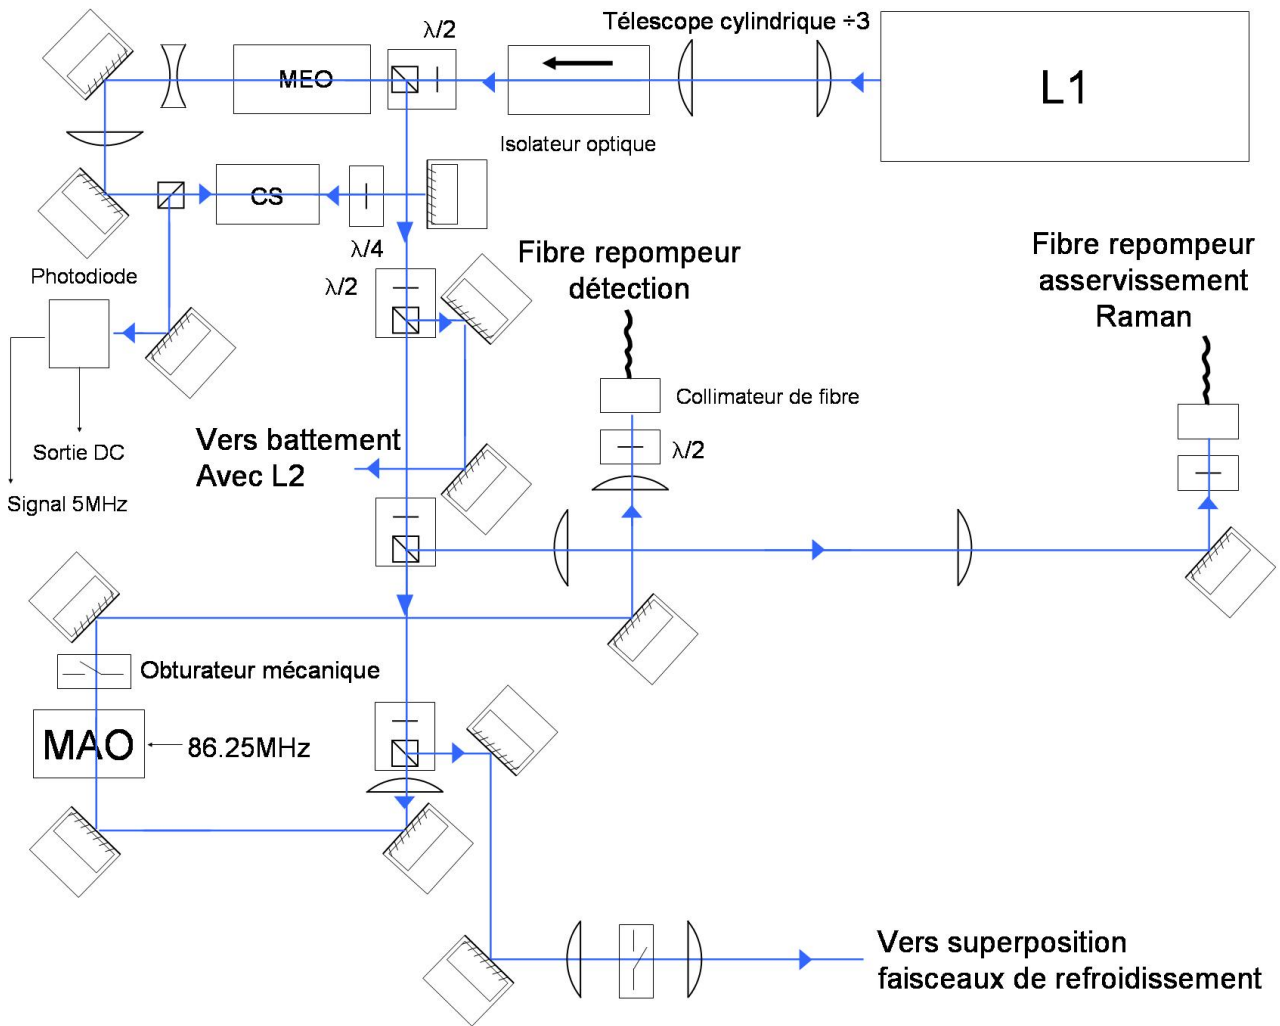 Télescope cylindrique ÷3
λ/2
MEO
L1
Isolateur optique
CS
λ/4
Photodiode
λ/2
Fibre repompeur
détection
Fibre repompeur
asservissement
Raman
Collimateur de fibre
Vers battement
Avec L2
λ/2
Sortie DC
Signal 5MHz
Obturateur mécanique
MAO
86.25MHz
Vers superposition
faisceaux de refroidissement